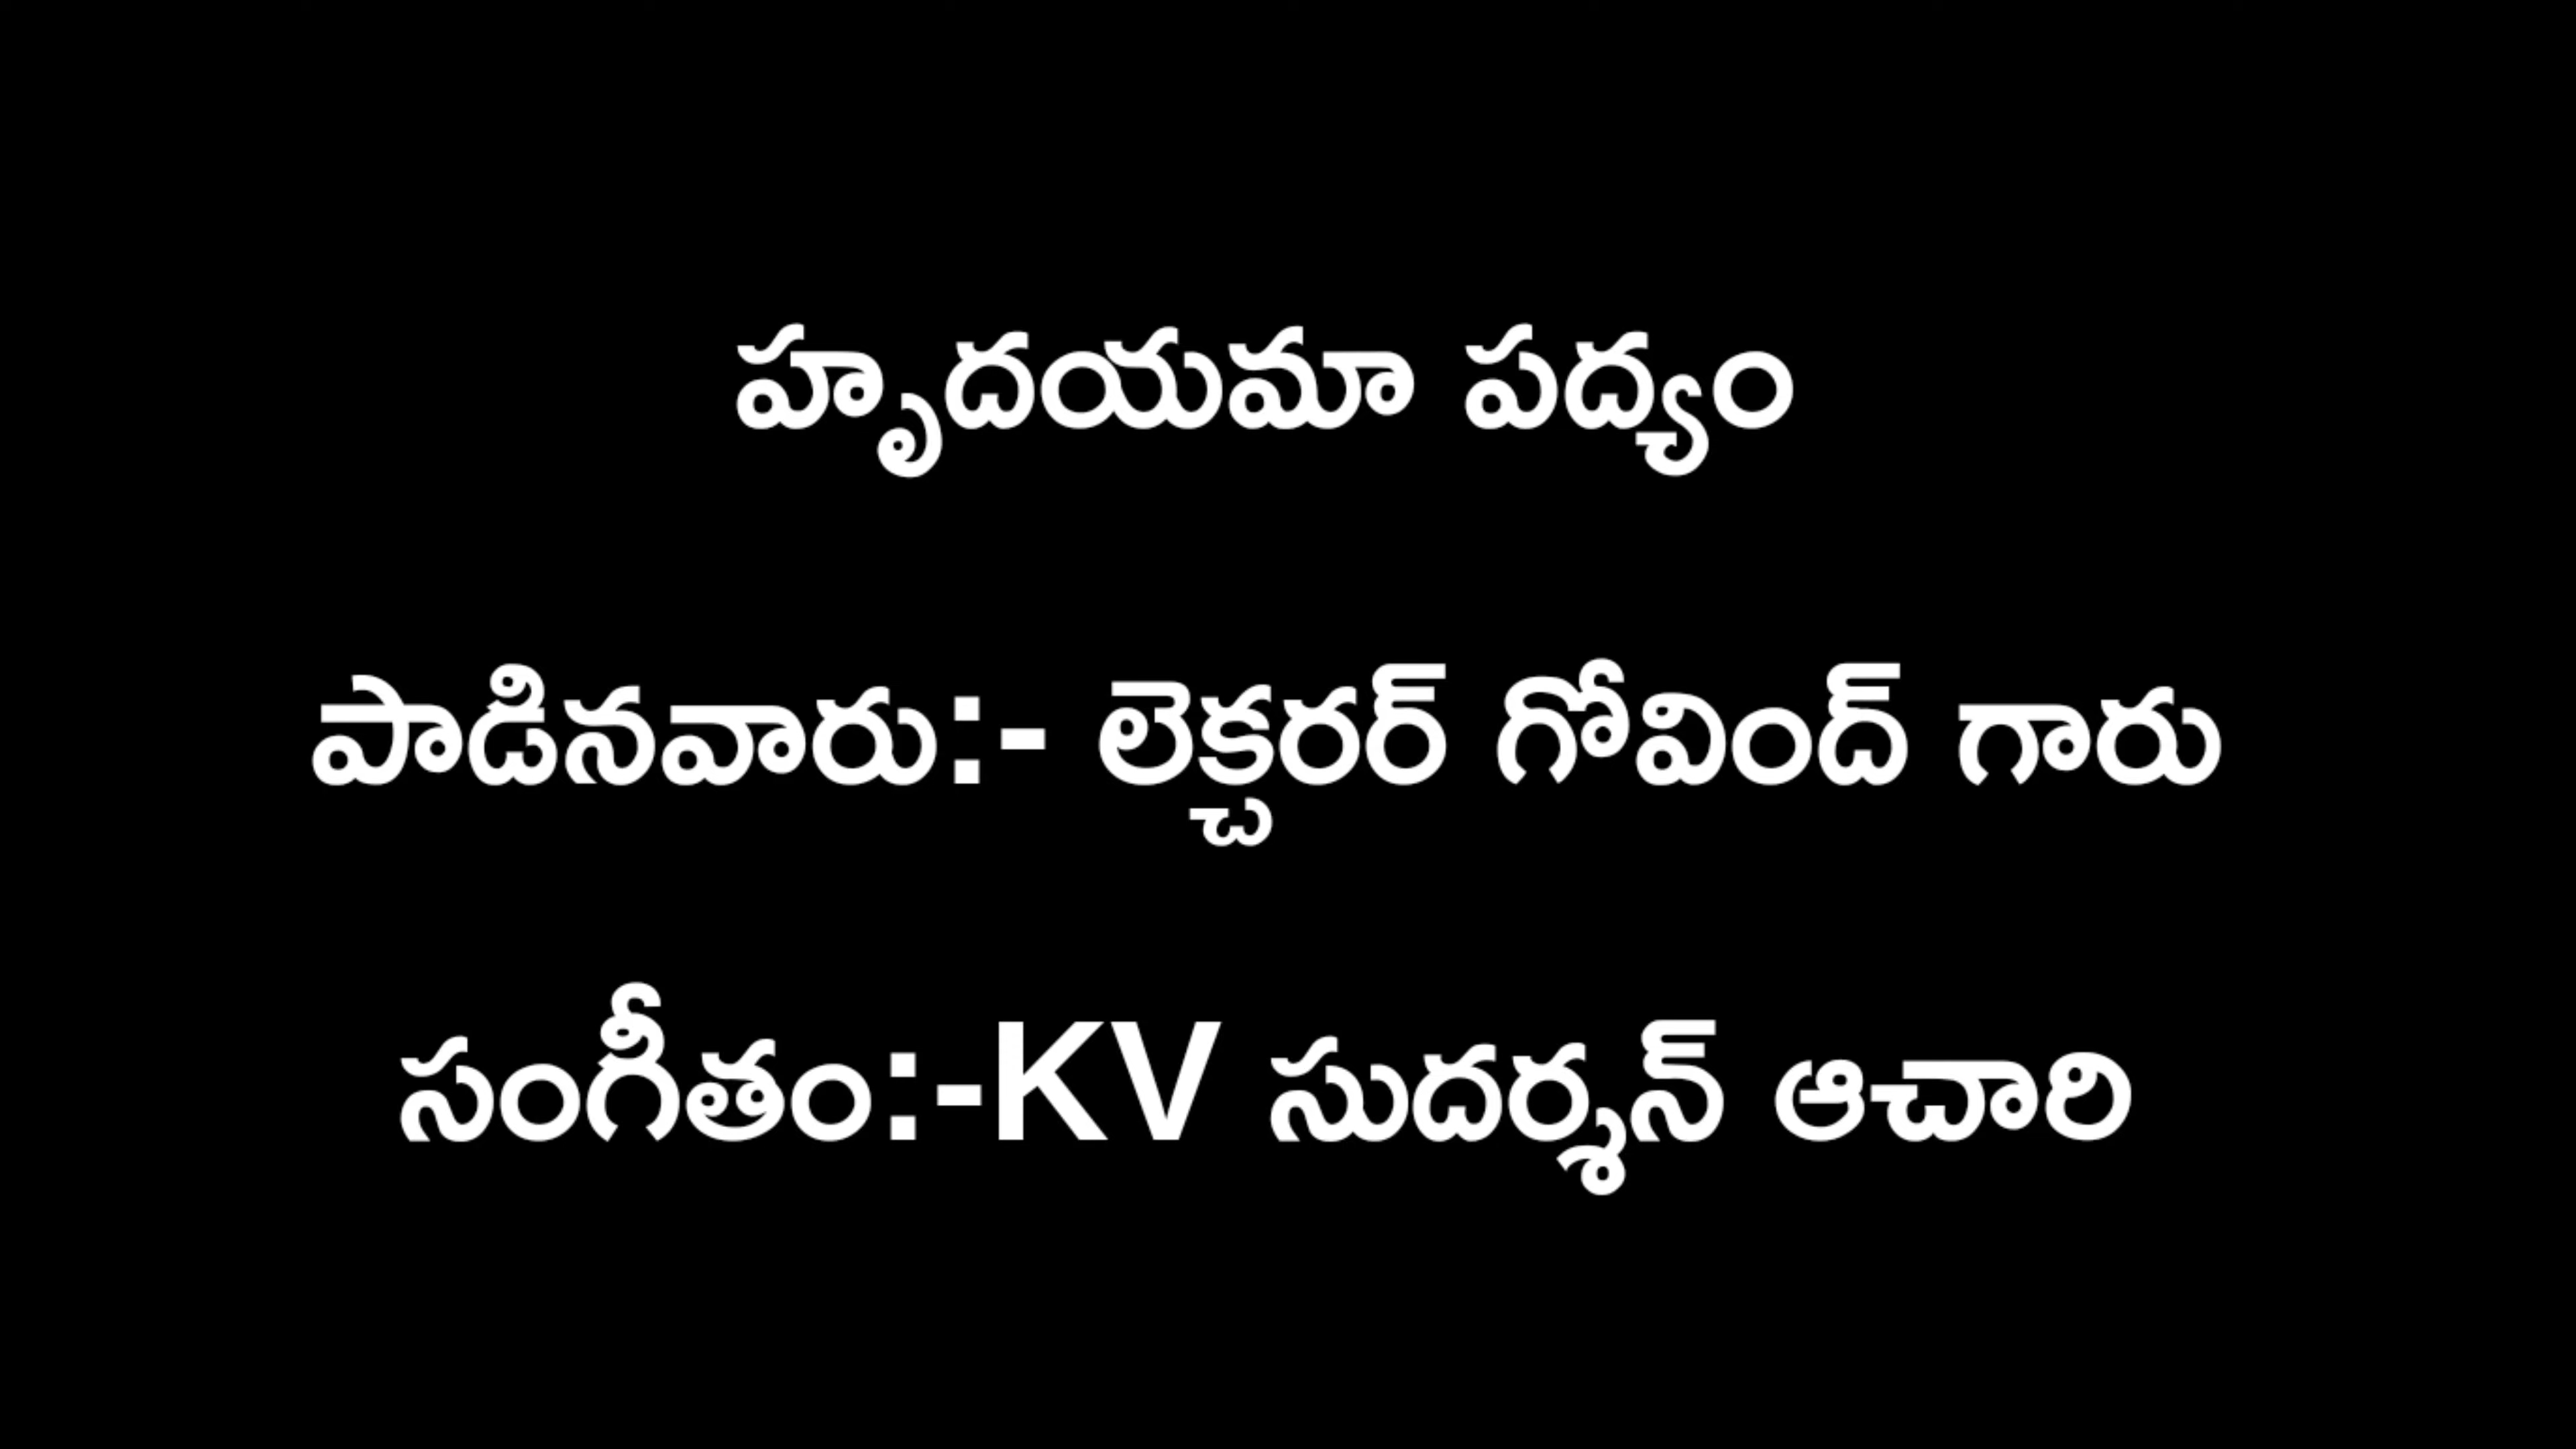 హృదయమా పద్యం
పాడినవారు:- లెక్చరర్ గోవింద్ గారు
సంగీతం:-KV సుదర్శన్ ఆచారి